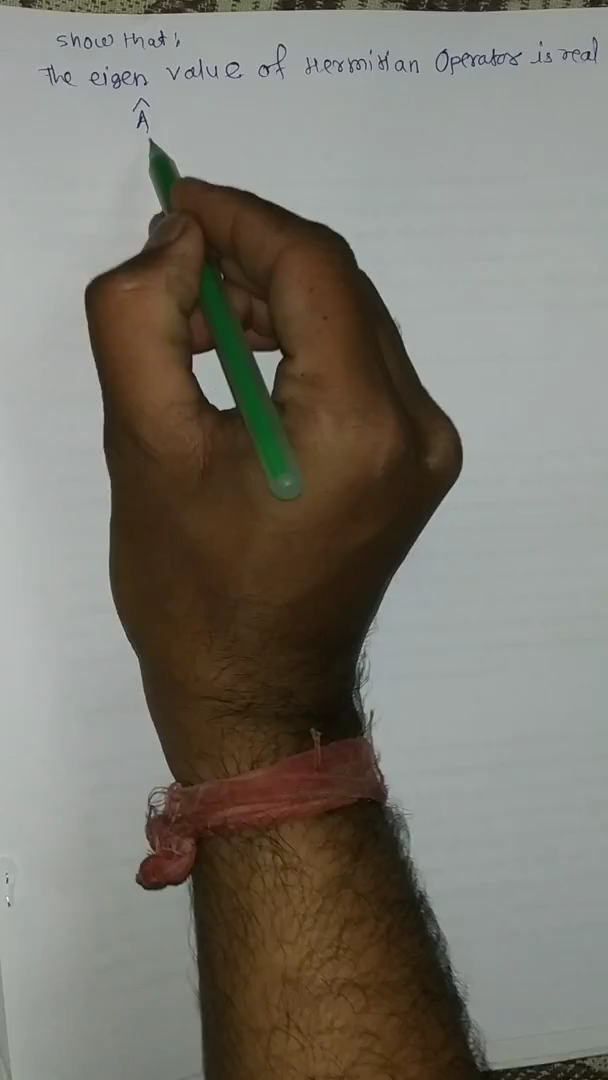 show that:
The eigen value of Hermitian Operator is real
Â